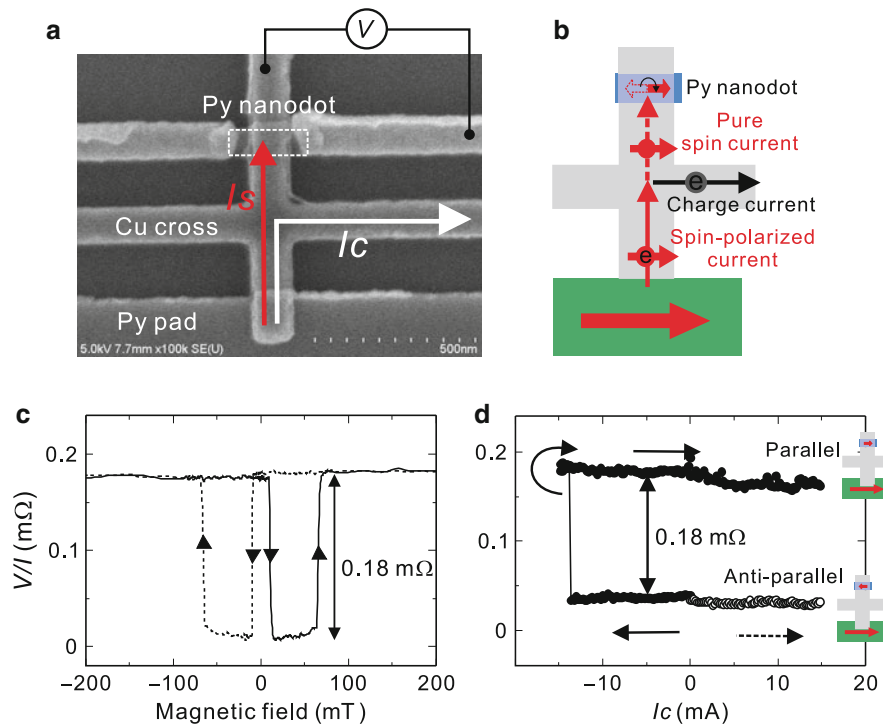 a
V
Py nanodot
Is
Cu cross
Ic
Py pad
5.0kV 7.7mm x100k SE(U)
500nm
b
Py nanodot
Pure
spin current
e
Charge current
Spin-polarized
current
e
c
V/I (mΩ)
0.2
0.1
0
0.18 mΩ
−200
−100
0
100
200
Magnetic field (mT)
d
0.2
0.1
0
Parallel
0.18 mΩ
Anti-parallel
−10
0
10
20
Ic (mA)